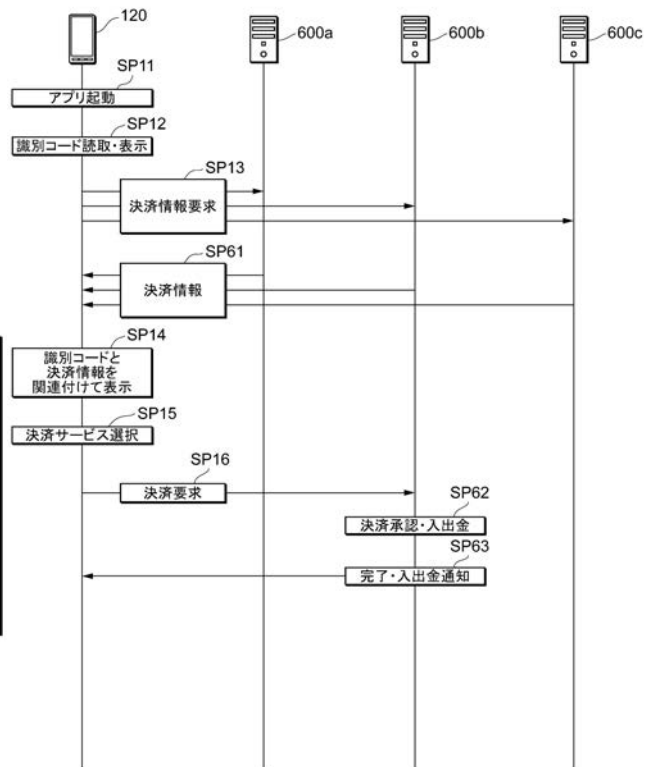 120
600a
600b
600c
SP11
アプリ起動
SP12
識別コード読取・表示
SP13
決済情報要求
SP61
決済情報
SP14
識別コードと
決済情報を
関連付けて表示
SP15
決済サービス選択
SP16
決済要求
SP62
決済承認・入出金
SP63
完了・入出金通知